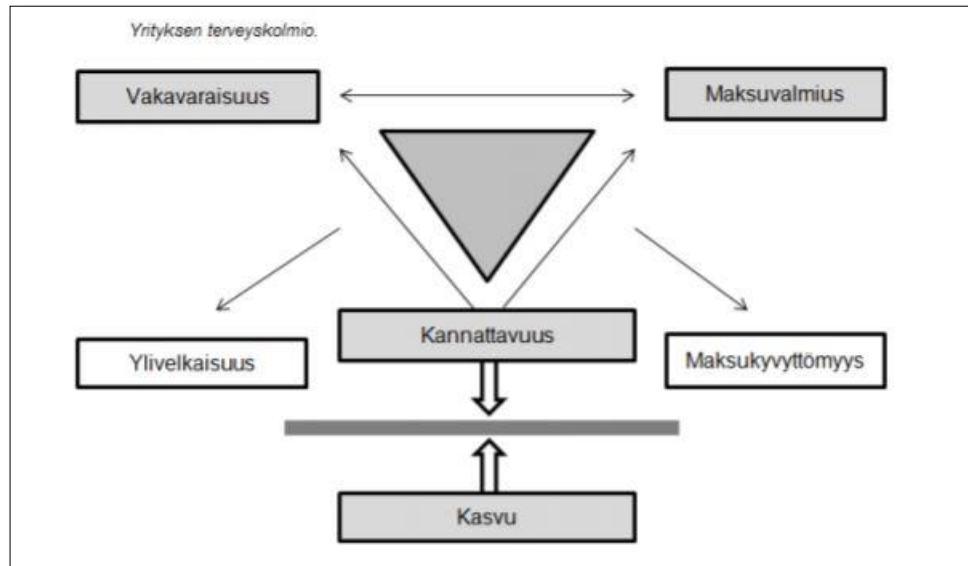 Yrityksen terveyskolmio.
Vakavaraisuus
Maksuvalmius
Kannattavuus
Ylivelkaisuus
Maksukyvyttömyys
Kasvu